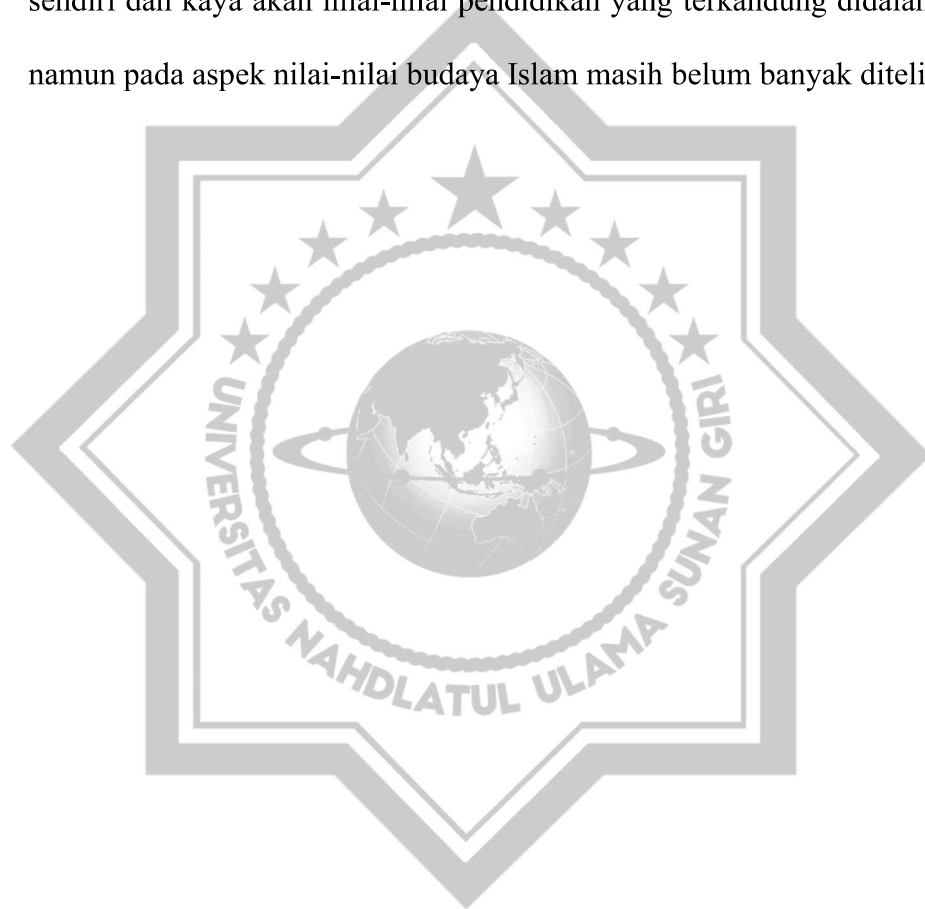 sendiri dan kaya akan nilai-nilai pendidikan yang terkandung
namun pada aspek nilai-nilai budaya Islam masih belum banyak
UNIVERSITAS NAHDLATUL ULAMA SUNAN GIRI